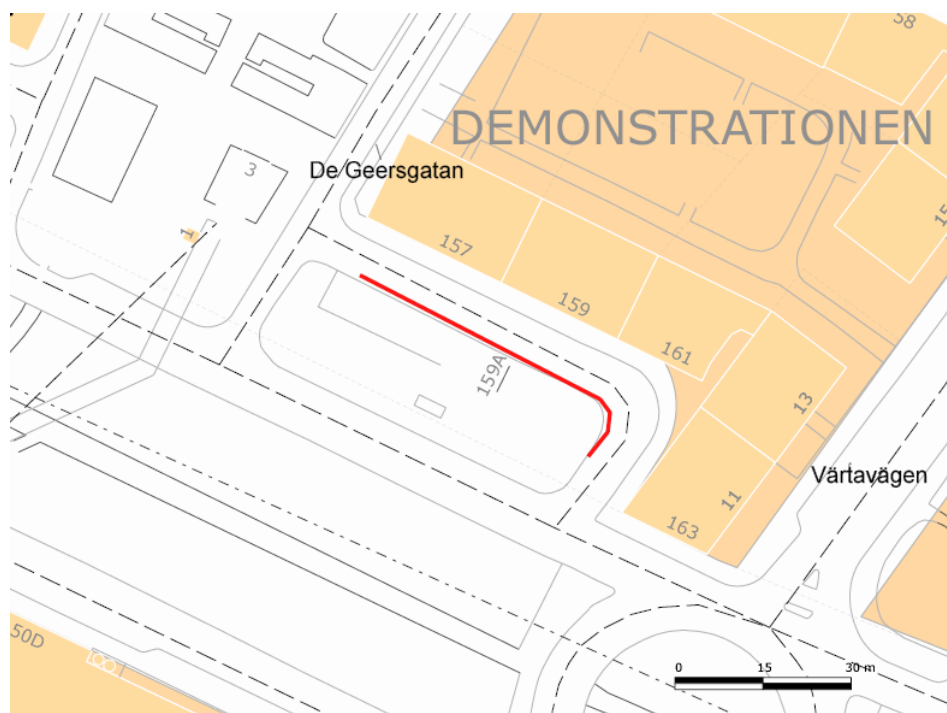 58
DEMONSTRATIONEN
3
De Geersgatan
1
157
159
161
159A
13
11
163
Värtavägen
50D
0 15 30 m